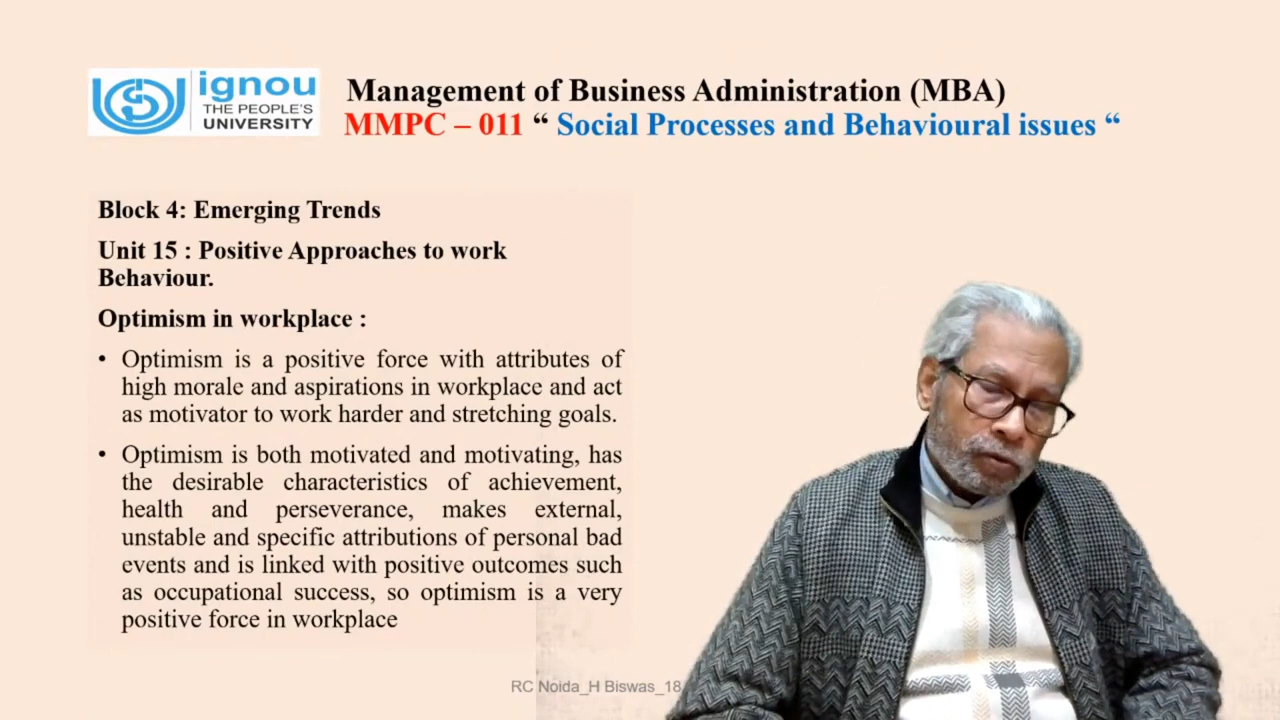 ignou
THE PEOPLE'S
UNIVERSITY
Management of Business Administration (MBA)
MMPC – 011 “ Social Processes and Behavioural issues “
Block 4: Emerging Trends
Unit 15 : Positive Approaches to work
Behaviour.
Optimism in workplace :
• Optimism is a positive force with attributes of
high morale and aspirations in workplace and act
as motivator to work harder and stretching goals.
• Optimism is both motivated and motivating, has
the desirable characteristics of achievement,
health and perseverance, makes external,
unstable and specific attributions of personal bad
events and is linked with positive outcomes such
as occupational success, so optimism is a very
positive force in workplace
RC Noida_H Biswas_18